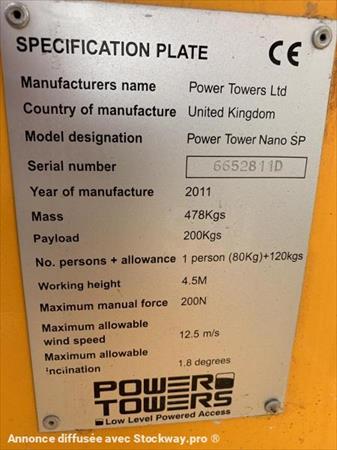 SPECIFICATION PLATE CE
Manufacturers name Power Towers Ltd
Country of manufacture United Kingdom
Model designation Power Tower Nano SP
Serial number 6652811D
Year of manufacture 2011
Mass 478Kgs
Payload 200Kgs
No. persons + allowance 1 person (80Kg)+120kgs
Working height 4.5M
Maximum manual force 200N
Maximum allowable
wind speed 12.5 m/s
Maximum allowable
inclination 1.8 degrees
POWER
TOWERS
Low Level Powered Access
Annonce diffusée avec Stockway.pro ®